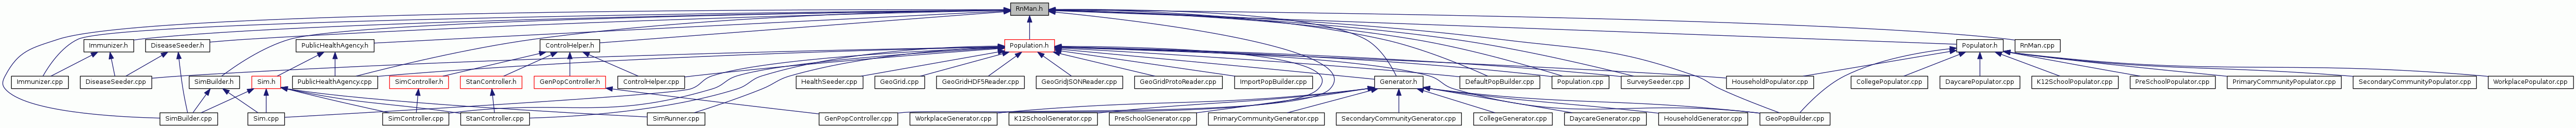 RnMan.h
Immunizer.h
DiseaseSeeder.h
PublicHealthAgency.h
ControlHelper.h
Population.h
Populator.h
RnMan.cpp
Immunizer.cpp
DiseaseSeeder.cpp
SimBuilder.h
Sim.h
PublicHealthAgency.cpp
SimController.h
StanController.h
GenPopController.h
ControlHelper.cpp
HealthSeeder.cpp
GeoGrid.cpp
GeoGridHDF5Reader.cpp
GeoGridJSONReader.cpp
GeoGridProtoReader.cpp
ImportPopBuilder.cpp
Generator.h
DefaultPopBuilder.cpp
Population.cpp
SurveySeeder.cpp
HouseholdPopulator.cpp
CollegePopulator.cpp
DaycarePopulator.cpp
K12SchoolPopulator.cpp
PreSchoolPopulator.cpp
PrimaryCommunityPopulator.cpp
SecondaryCommunityPopulator.cpp
WorkplacePopulator.cpp
SimBuilder.cpp
Sim.cpp
SimController.cpp
StanController.cpp
SimRunner.cpp
GenPopController.cpp
WorkplaceGenerator.cpp
K12SchoolGenerator.cpp
PreSchoolGenerator.cpp
PrimaryCommunityGenerator.cpp
SecondaryCommunityGenerator.cpp
CollegeGenerator.cpp
DaycareGenerator.cpp
HouseholdGenerator.cpp
GeoPopBuilder.cpp